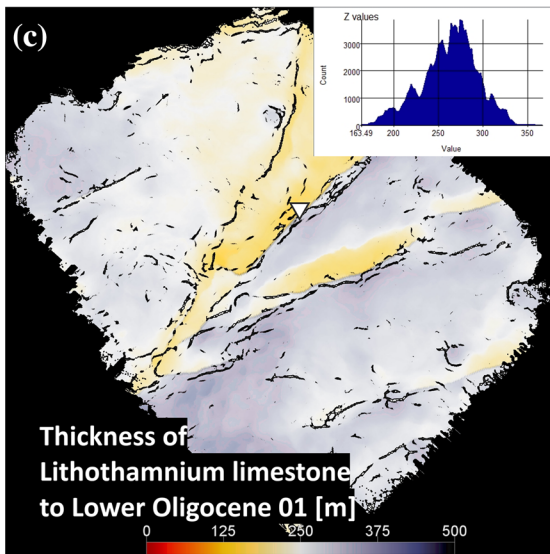 (c)
Z values
Count
3000
2000
1000
0
163.49
200
250
300
350
Value
Thickness of
Lithothamnium limestone
to Lower Oligocene 01 [m]
0
125
250
375
500